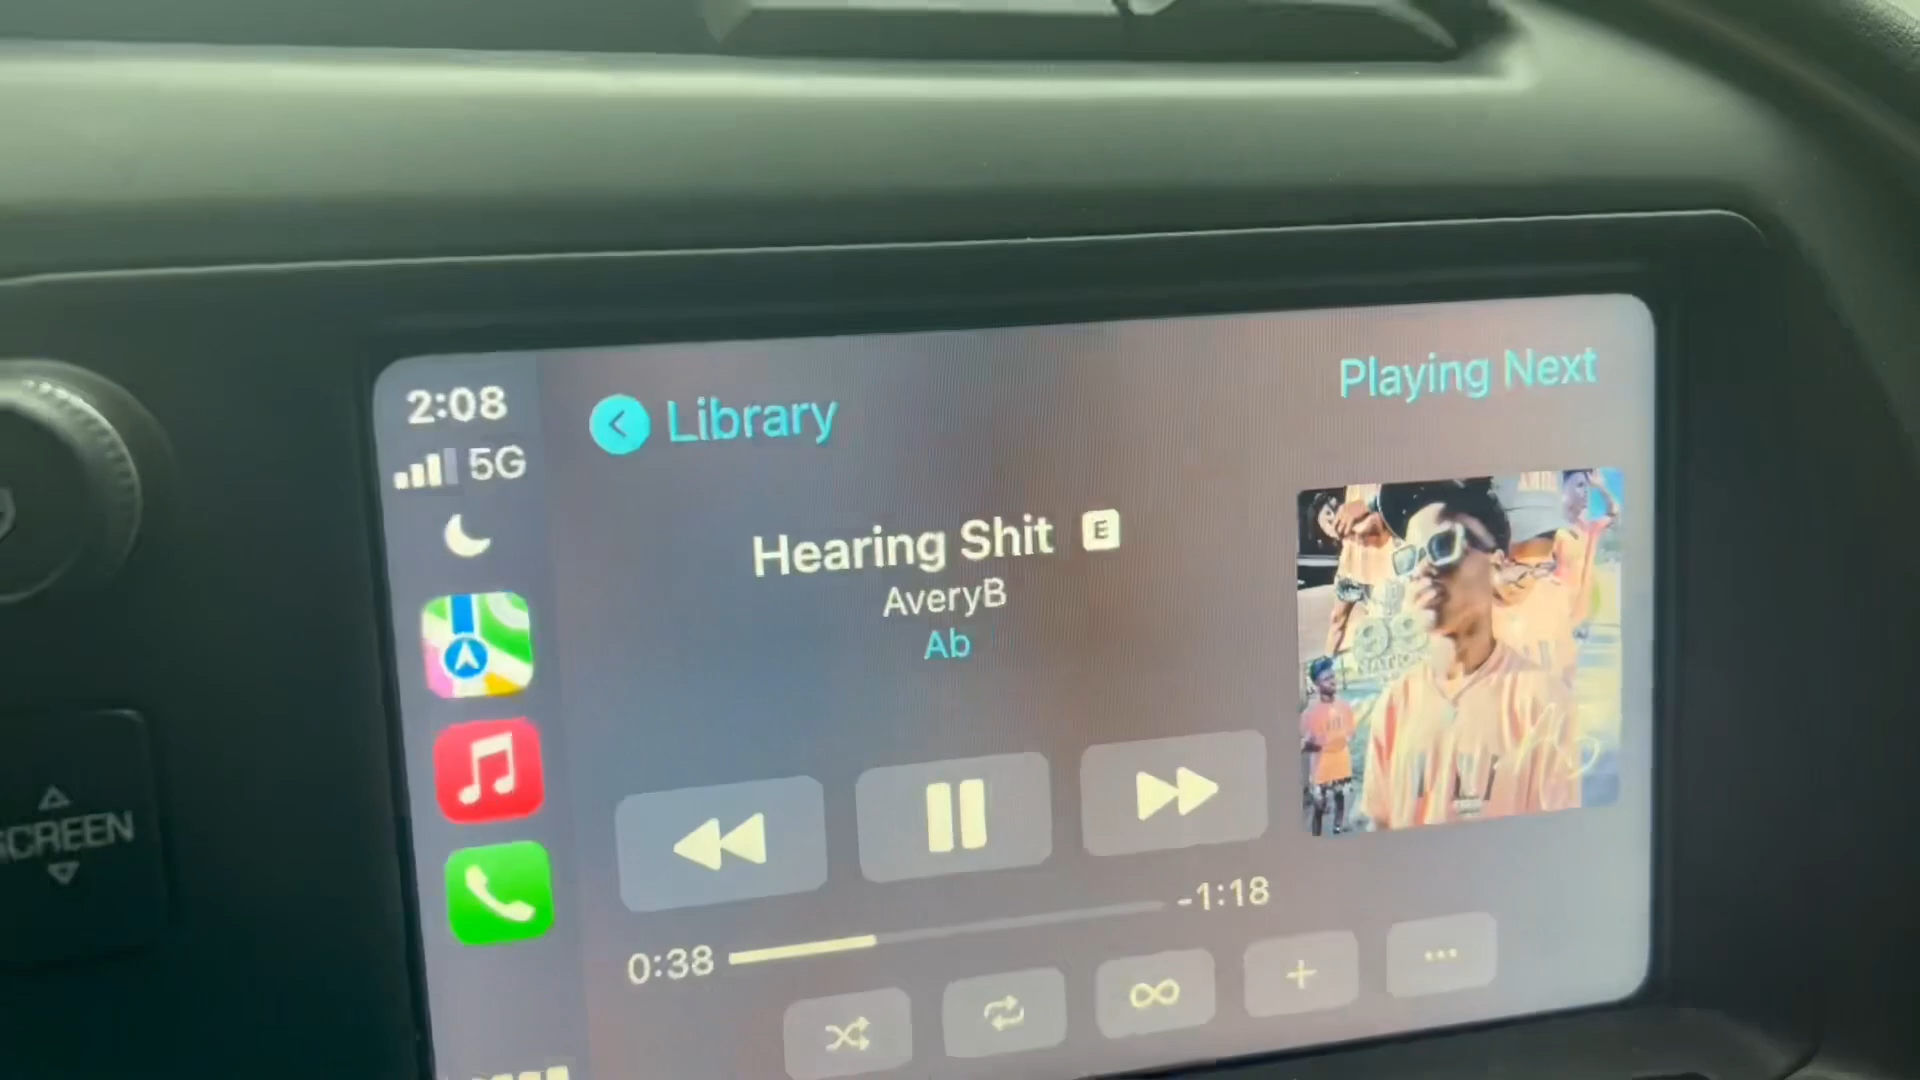 2:08
5G
Library
Playing Next
Hearing Shit E
AveryB
Ab
0:38
-1:18
SCREEN